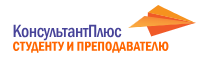 КонсультантПлюс
СТУДЕНТУ И ПРЕПОДАВАТЕЛЮ